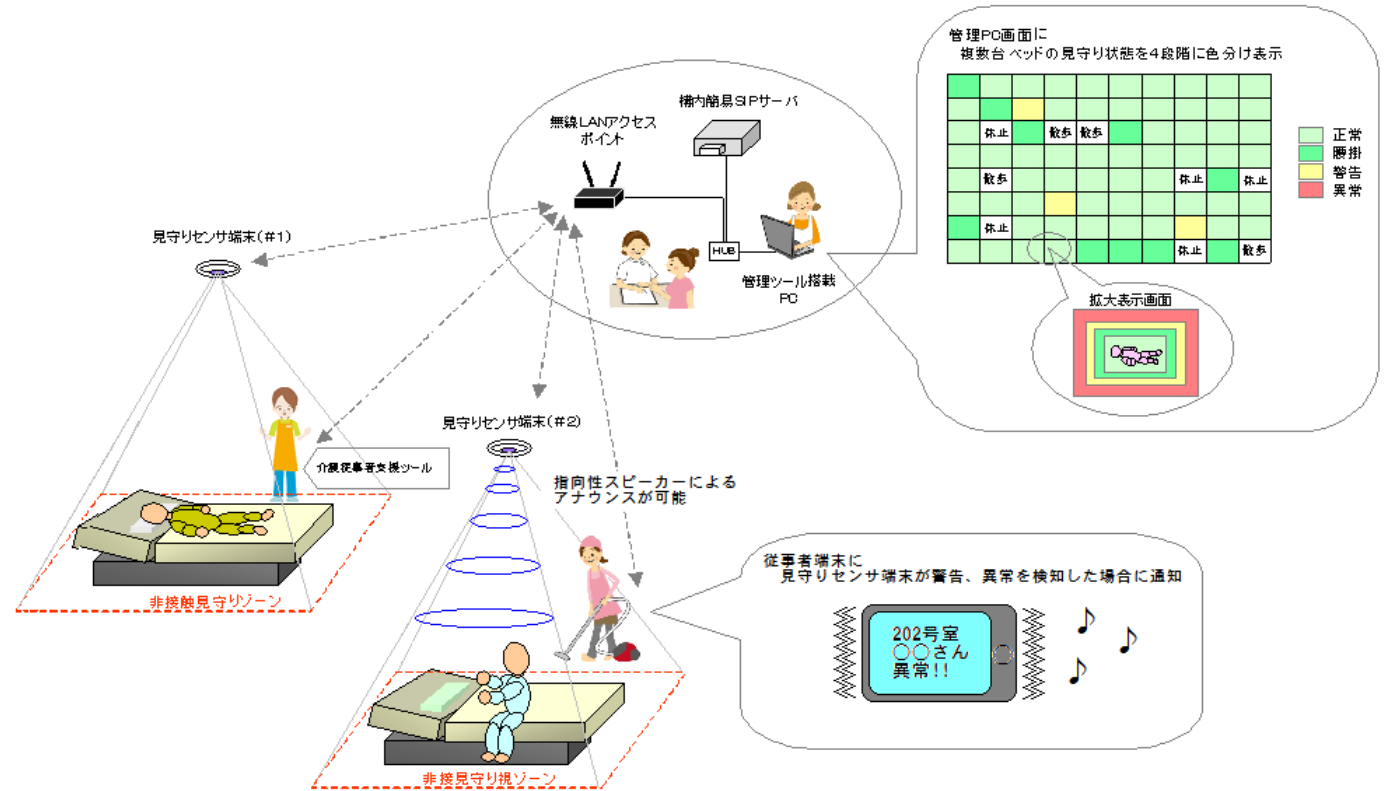 管理PC画面に
複数台ベッドの見守り状態を4段階に色分け表示
構内簡易SIPサーバ
無線LANアクセス
ポイント
HUB
管理ツール搭載
PC
休止
散歩
散歩
散歩
休止
休止
休止
休止
散歩
正常
腰掛
警告
異常
拡大表示画面
見守りセンサ端末(#1)
介護従事者支援ツール
非接触見守りゾーン
見守りセンサ端末(#2)
指向性スピーカーによる
アナウンスが可能
非接見守り視ゾーン
従事者端末に
見守りセンサ端末が警告、異常を検知した場合に通知
202号室
○○さん
異常!!